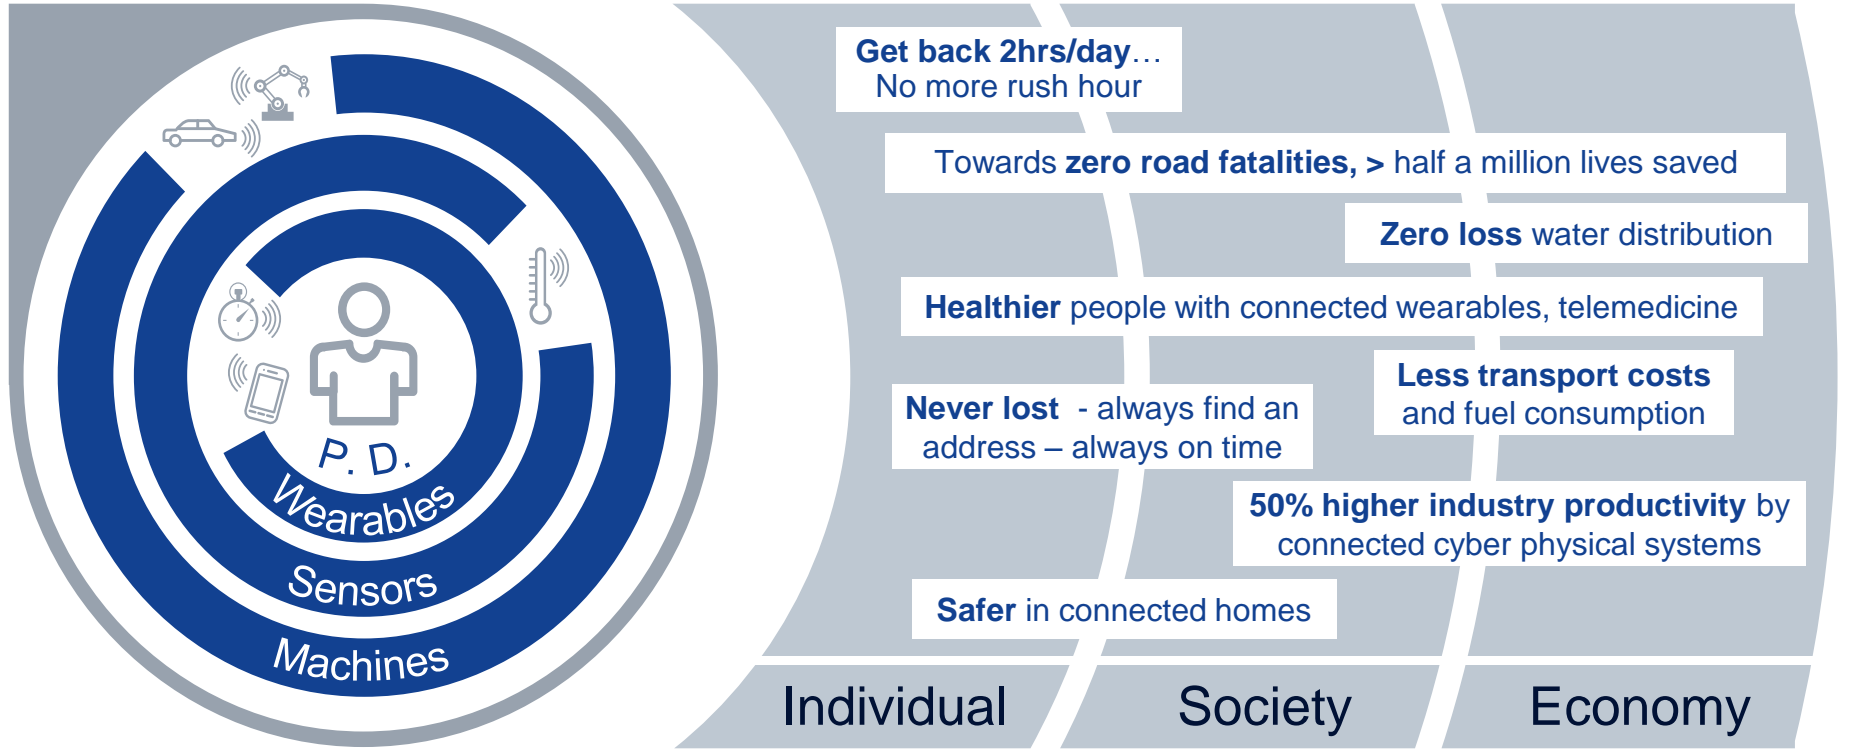 P. D.
Wearables
Sensors
Machines
Get back 2hrs/day…
No more rush hour
Towards zero road fatalities, > half a million lives saved
Zero loss water distribution
Healthier people with connected wearables, telemedicine
Less transport costs
and fuel consumption
Never lost - always find an
address – always on time
50% higher industry productivity by
connected cyber physical systems
Safer in connected homes
Individual
Society
Economy